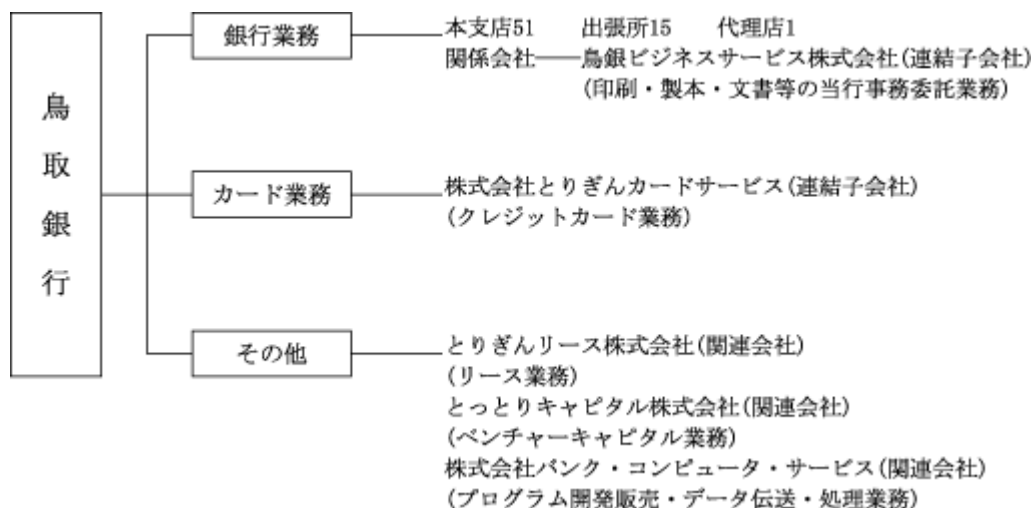 鳥取銀行
銀行業務
本支店51 出張所15 代理店1
関係会社――鳥銀ビジネスサービス株式会社(連結子会社)
(印刷・製本・文書等の当行事務委託業務)
カード業務
株式会社とりぎんカードサービス(連結子会社)
(クレジットカード業務)
その他
とりぎんリース株式会社(関連会社)
(リース業務)
とっとりキャピタル株式会社(関連会社)
(ベンチャーキャピタル業務)
株式会社バンク・コンピュータ・サービス(関連会社)
(プログラム開発販売・データ伝送・処理業務)